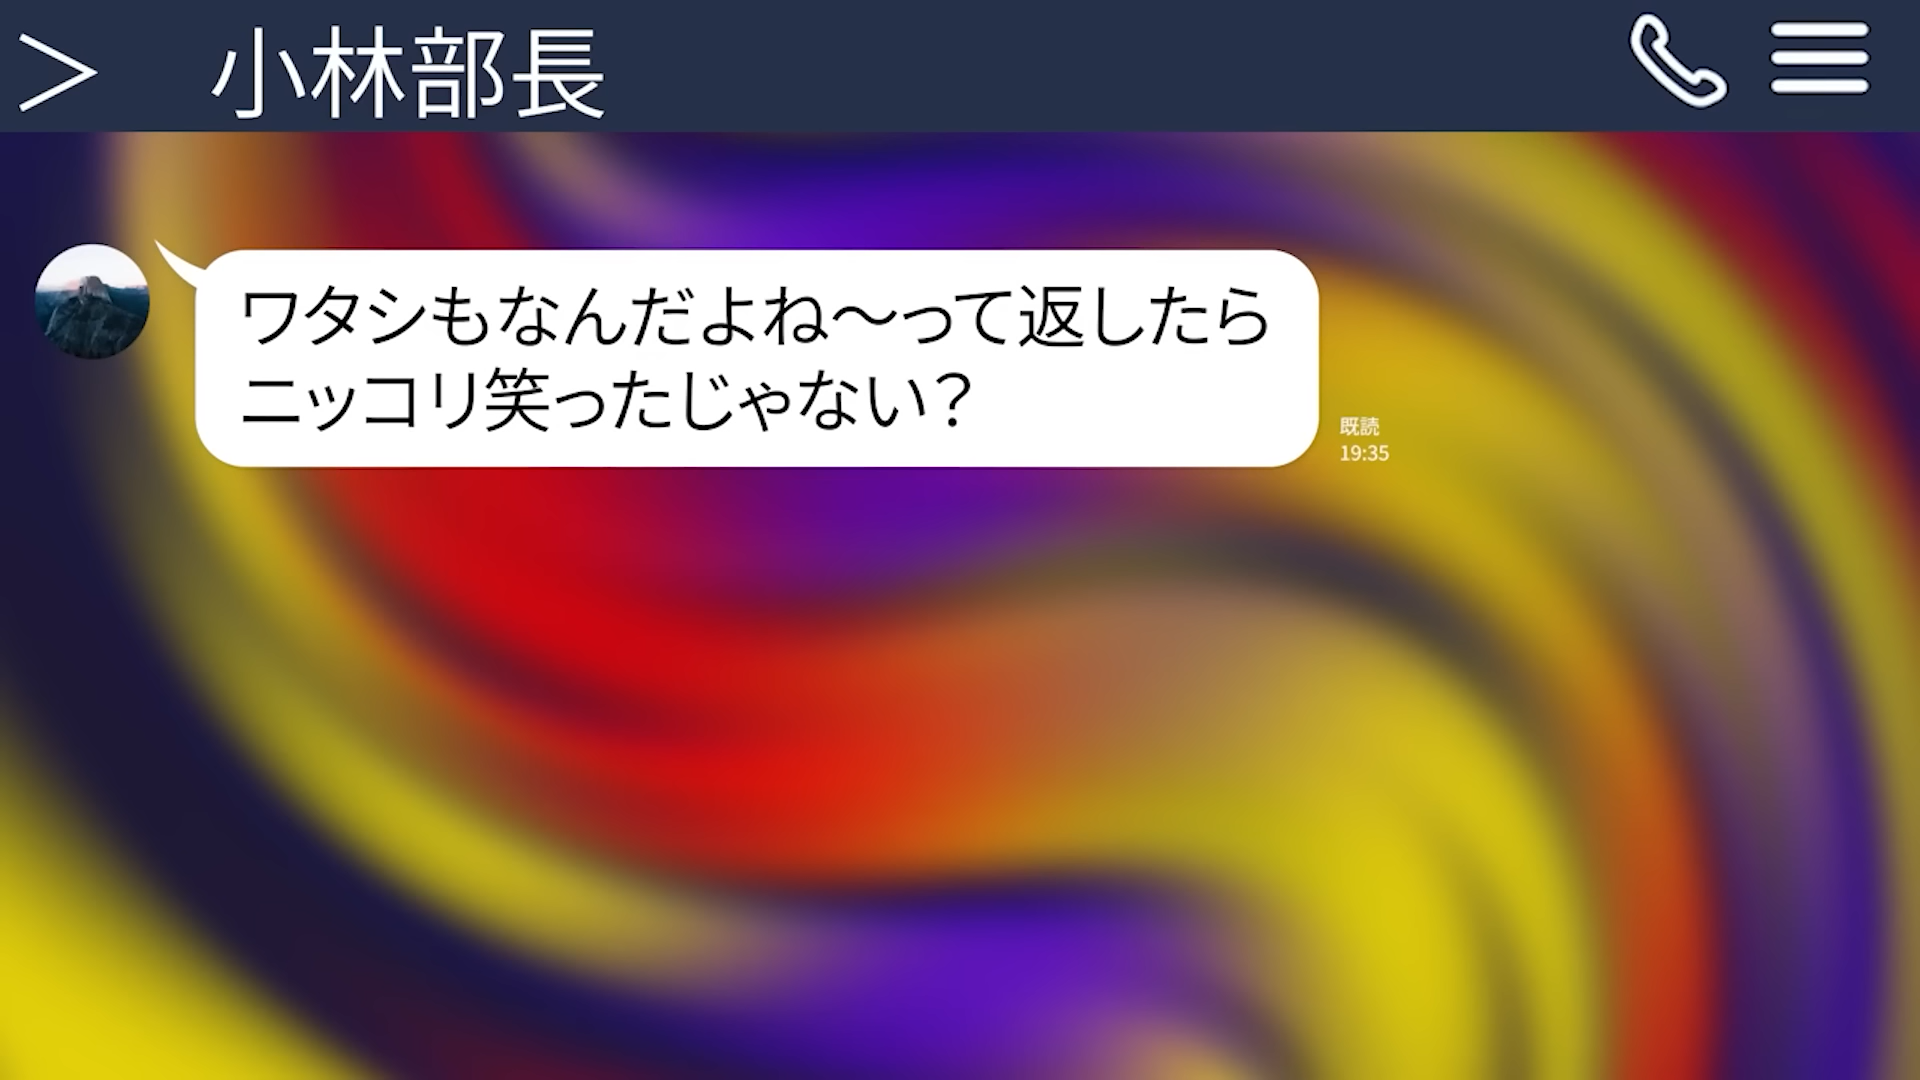 > 小林部長
ワタシもなんだよね～って返したら
ニッコリ笑ったじゃない？
既読
19:35